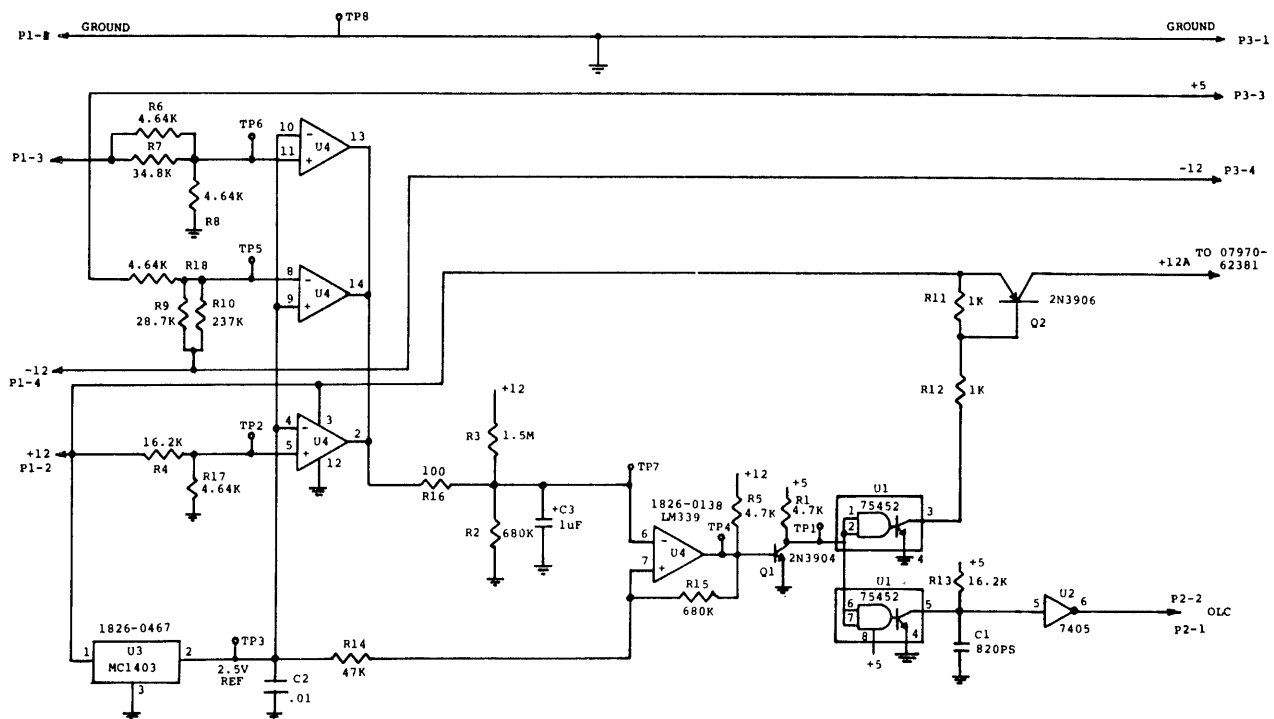 TP8
P1-# GROUND
GROUND P3-1
+5 P3-3
R6
4.64K
TP6
10 - 13
U4
P1-3
R7
11 +
34.8K
4.64K
R8
-12 P3-4
4.64K R18
TP5
8 - 14
U4
9 +
R9 R10
28.7K 237K
TO 07970-
62381
+12A
R11 1K
2N3906
Q2
-12
P1-4
R12 1K
+12
R3 1.5M
4 - 3 2
U4
5 + 12
16.2K
TP2
+12
P1-2
R4
R17
4.64K
100
R16
TP7
+C3
1uF
R2 680K
1826-0138
LM339
+12
R5
4.7K
+5
R1
4.7K
TP4
TP1
6 -
U4
7 +
Q1
2N3904
R15
680K
U1
75452
1
2
3
4
U1
75452
6
7
8
5
4
+5
+5
R13 16.2K
C1
820PS
U2
5 6
7405
P2-2 OLC
P2-1
1826-0467
U3
MC1403
1 2
3
TP3
2.5V
REF
R14
47K
C2
.01